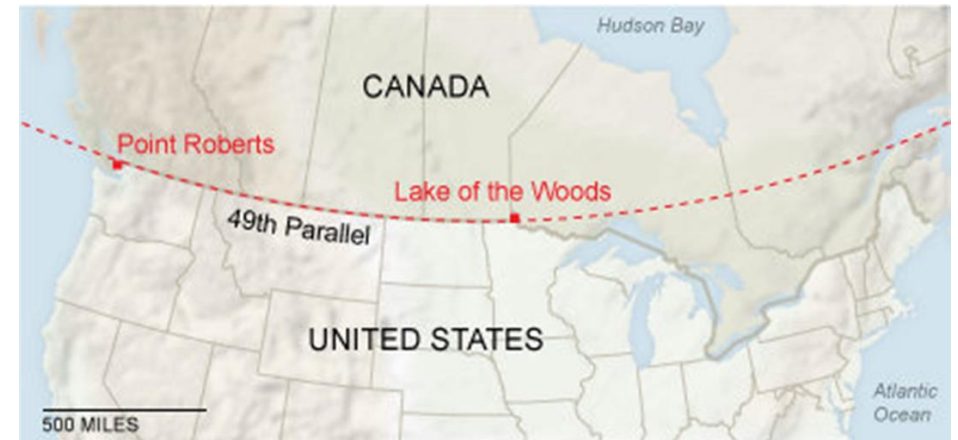 Hudson Bay
CANADA
Point Roberts
Lake of the Woods
49th Parallel
UNITED STATES
500 MILES
Atlantic
Ocean